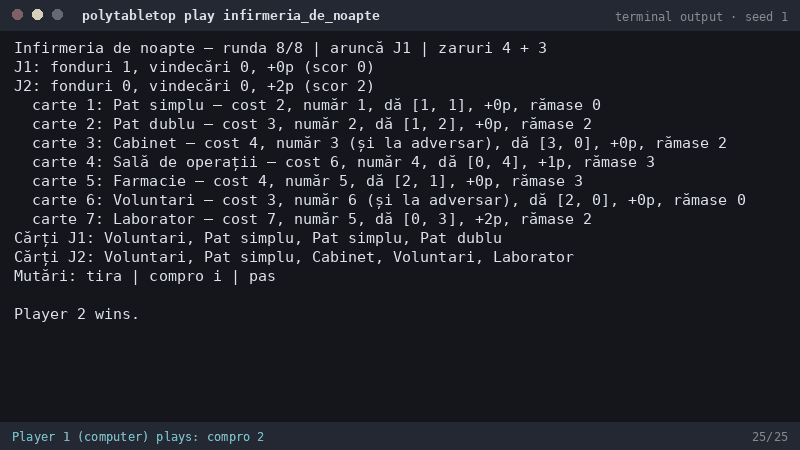 polytabletop play infirmeria_de_noapte
terminal output · seed 1
Infirmeria de noapte — runda 8/8 | aruncă J1 | zaruri 4 + 3
J1: fonduri 1, vindecări 0, +0p (scor 0)
J2: fonduri 0, vindecări 0, +2p (scor 2)
carte 1: Pat simplu — cost 2, număr 1, dă [1, 1], +0p, rămase 0
carte 2: Pat dublu — cost 3, număr 2, dă [1, 2], +0p, rămase 2
carte 3: Cabinet — cost 4, număr 3 (și la adversar), dă [3, 0], +0p, rămase 2
carte 4: Sală de operații — cost 6, număr 4, dă [0, 4], +1p, rămase 3
carte 5: Farmacie — cost 4, număr 5, dă [2, 1], +0p, rămase 3
carte 6: Voluntari — cost 3, număr 6 (și la adversar), dă [2, 0], +0p, rămase 0
carte 7: Laborator — cost 7, număr 5, dă [0, 3], +2p, rămase 2
Cărți J1: Voluntari, Pat simplu, Pat simplu, Pat dublu
Cărți J2: Voluntari, Pat simplu, Cabinet, Voluntari, Laborator
Mutări: tira | compro i | pas
Player 2 wins.
Player 1 (computer) plays: compro 2
25/25